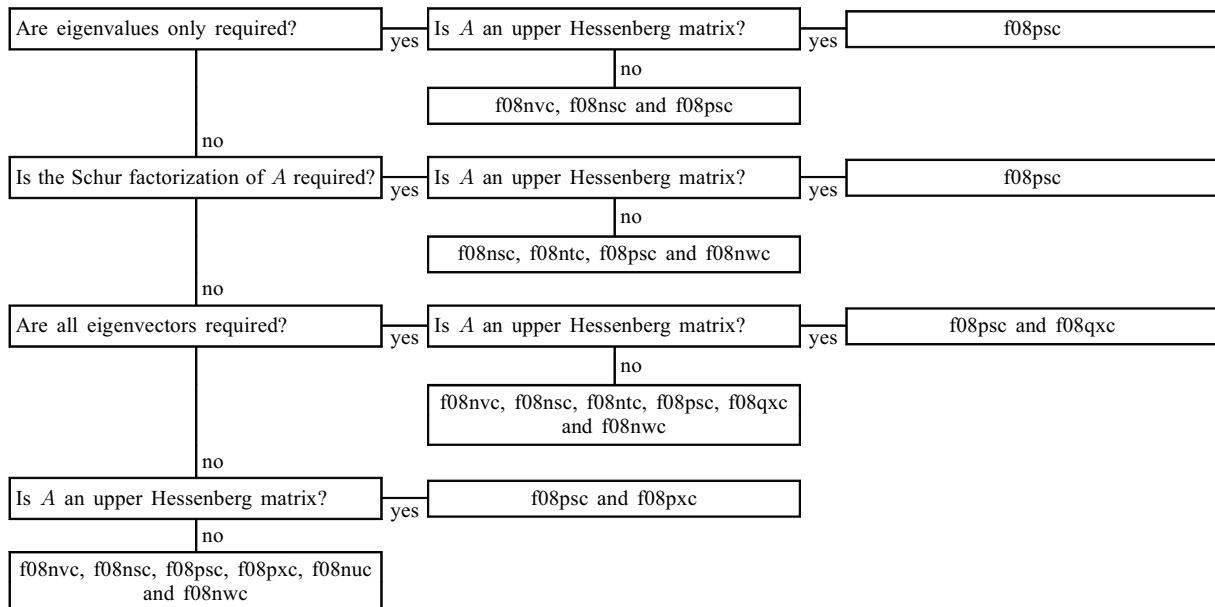 Are eigenvalues only required?
yes
Is A an upper Hessenberg matrix?
yes
f08psc
no
f08nvc, f08nsc and f08psc
no
Is the Schur factorization of A required?
yes
Is A an upper Hessenberg matrix?
yes
f08psc
no
f08nsc, f08ntc, f08psc and f08nwc
no
Are all eigenvectors required?
yes
Is A an upper Hessenberg matrix?
yes
f08psc and f08qxc
no
f08nvc, f08nsc, f08ntc, f08psc, f08qxc
and f08nwc
no
Is A an upper Hessenberg matrix?
yes
f08psc and f08pxc
no
f08nvc, f08nsc, f08psc, f08pxc, f08nuc
and f08nwc